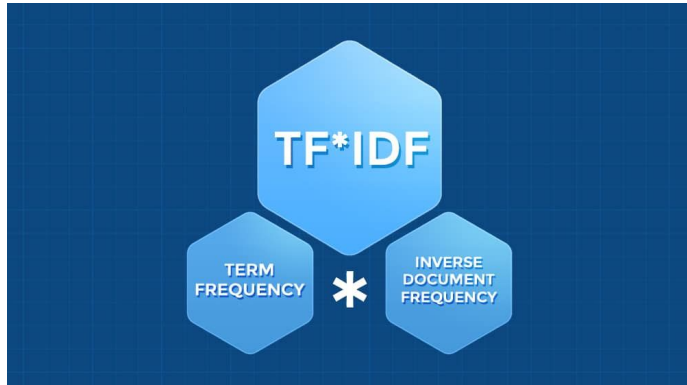 TF*IDF
TERM
FREQUENCY
*
INVERSE
DOCUMENT
FREQUENCY